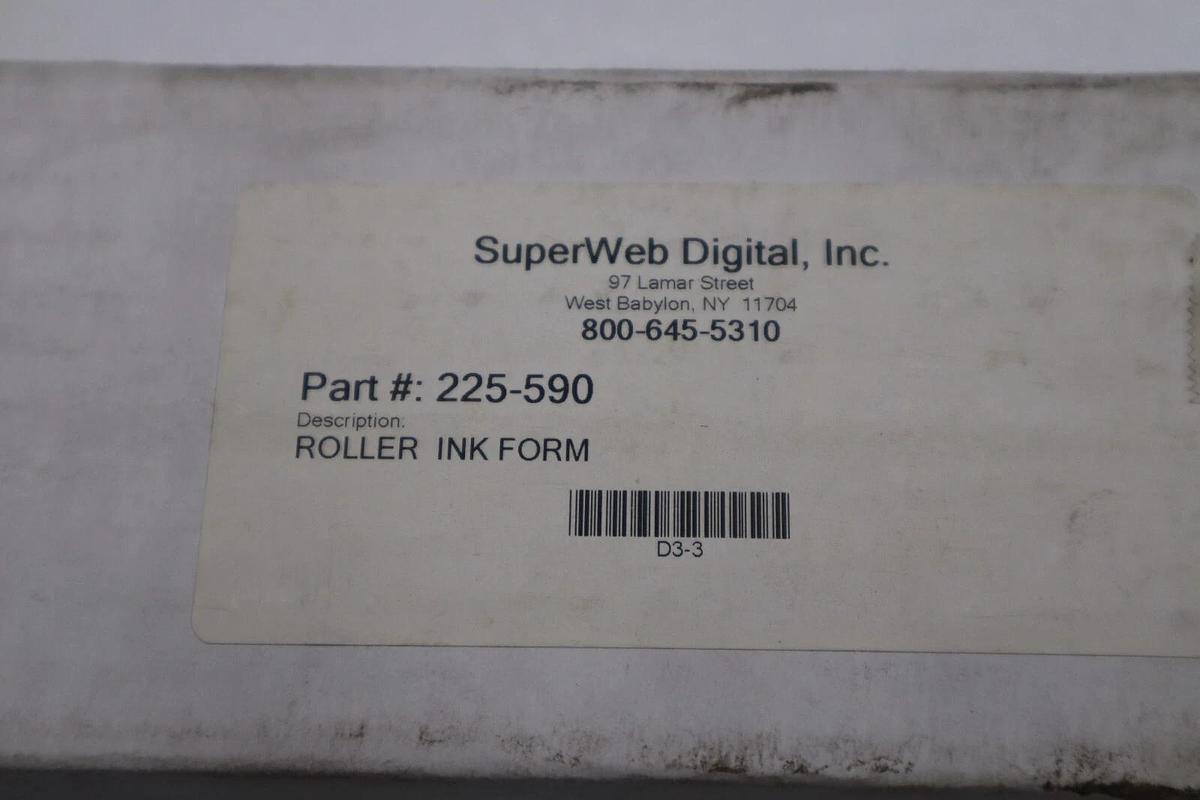 SuperWeb Digital, Inc.
97 Lamar Street
West Babylon, NY 11704
800-645-5310
Part #: 225-590
Description:
ROLLER INK FORM
D3-3